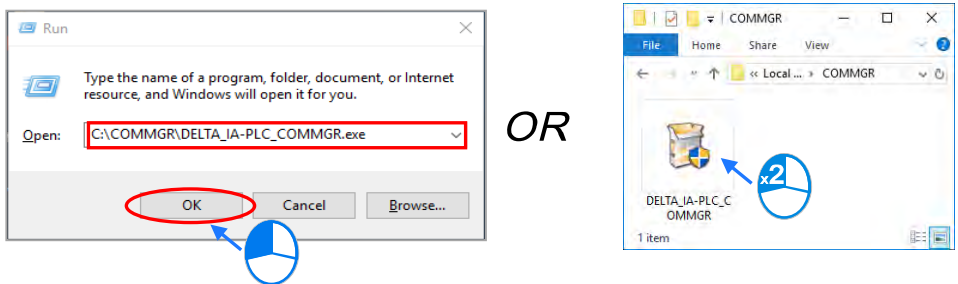 Run
Type the name of a program, folder, document, or Internet
resource, and Windows will open it for you.
Open: C:\COMMGR\DELTA_IA-PLC_COMMGR.exe
OK Cancel Browse...
OR
COMMGR
File Home Share View
« Local ... › COMMGR
x2
DELTA_IA-PLC_C
OMMGR
1 item